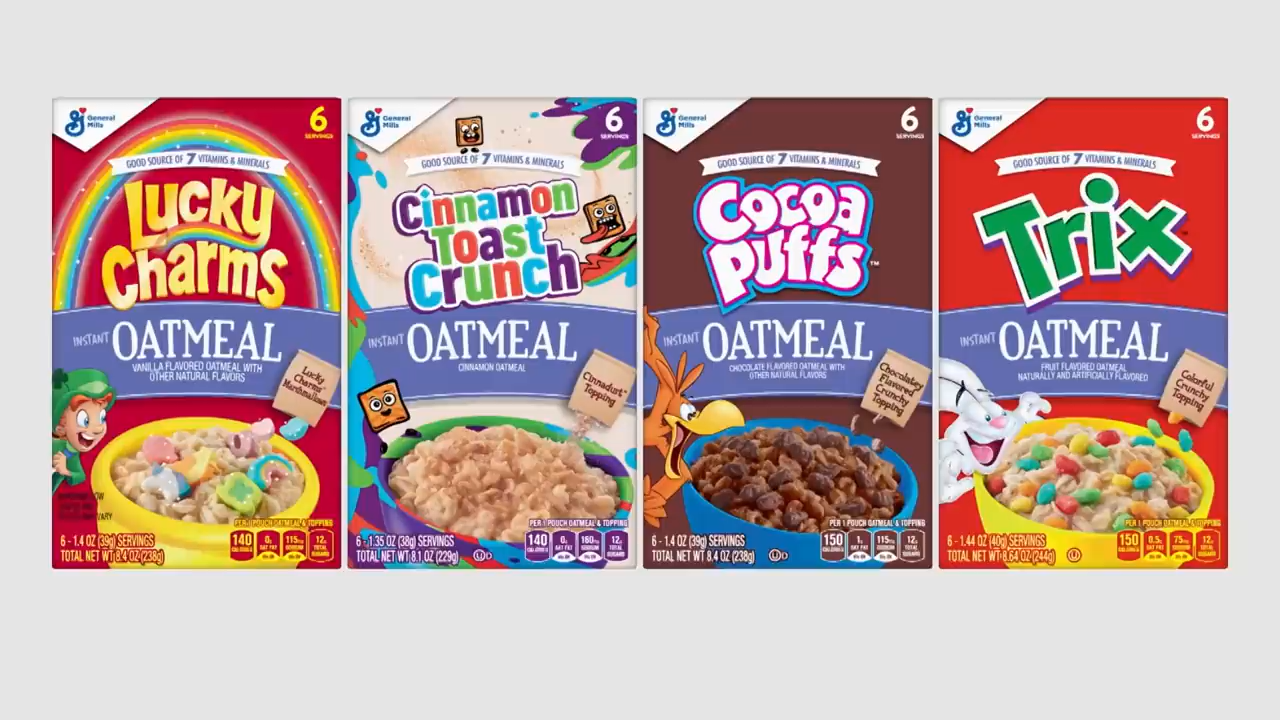 General
Mills
6
SERVINGS
GOOD SOURCE OF 7 VITAMINS & MINERALS
Lucky
Charms
INSTANT OATMEAL
VANILLA FLAVORED OATMEAL WITH
OTHER NATURAL FLAVORS
Lucky
Charms
Marshmallows
PER 1 POUCH OATMEAL & TOPPING
6 - 1.4 OZ (39g) SERVINGS
TOTAL NET WT 8.4 OZ (238g)
140
CALORIES
0g
SAT FAT
115mg
SODIUM
12g
TOTAL
SUGARS
General
Mills
6
SERVINGS
GOOD SOURCE OF 7 VITAMINS & MINERALS
Cinnamon
Toast
Crunch
INSTANT OATMEAL
CINNAMON OATMEAL
Cinnadust™
Topping
PER 1 POUCH OATMEAL & TOPPING
6 - 1.35 OZ (38g) SERVINGS
TOTAL NET WT 8.1 OZ (229g)
140
CALORIES
0g
SAT FAT
160mg
SODIUM
12g
TOTAL
SUGARS
General
Mills
6
SERVINGS
GOOD SOURCE OF 7 VITAMINS & MINERALS
Cocoa
Puffs™
INSTANT OATMEAL
CHOCOLATE FLAVORED OATMEAL WITH
OTHER NATURAL FLAVORS
Chocolatey
Flavored
Crunchy
Topping
PER 1 POUCH OATMEAL & TOPPING
6 - 1.4 OZ (39g) SERVINGS
TOTAL NET WT 8.4 OZ (238g)
150
CALORIES
1g
SAT FAT
115mg
SODIUM
12g
TOTAL
SUGARS
General
Mills
6
SERVINGS
GOOD SOURCE OF 7 VITAMINS & MINERALS
Trix
INSTANT OATMEAL
FRUIT FLAVORED OATMEAL
NATURALLY AND ARTIFICIALLY FLAVORED
Colorful
Crunchy
Topping
PER 1 POUCH OATMEAL & TOPPING
6 - 1.44 OZ (40g) SERVINGS
TOTAL NET WT 8.64 OZ (244g)
150
CALORIES
0.5g
SAT FAT
75mg
SODIUM
12g
TOTAL
SUGARS